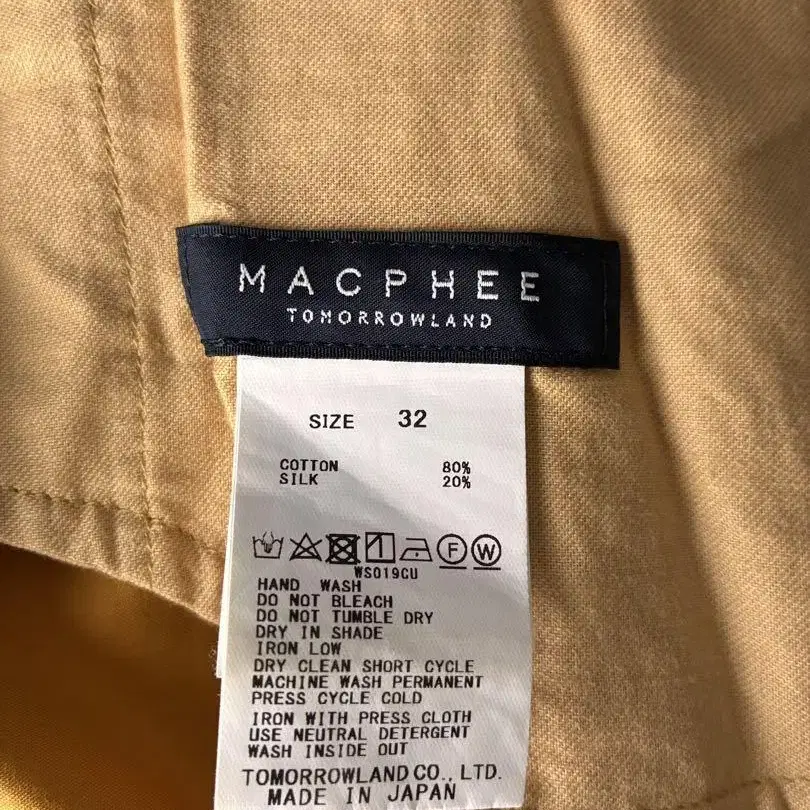 MACPHEE
TOMORROWLAND
SIZE 32
COTTON 80%
SILK 20%
F W
WS019CU
HAND WASH
DO NOT BLEACH
DO NOT TUMBLE DRY
DRY IN SHADE
IRON LOW
DRY CLEAN SHORT CYCLE
MACHINE WASH PERMANENT
PRESS CYCLE COLD
IRON WITH PRESS CLOTH
USE NEUTRAL DETERGENT
WASH INSIDE OUT
TOMORROWLAND CO., LTD.
MADE IN JAPAN